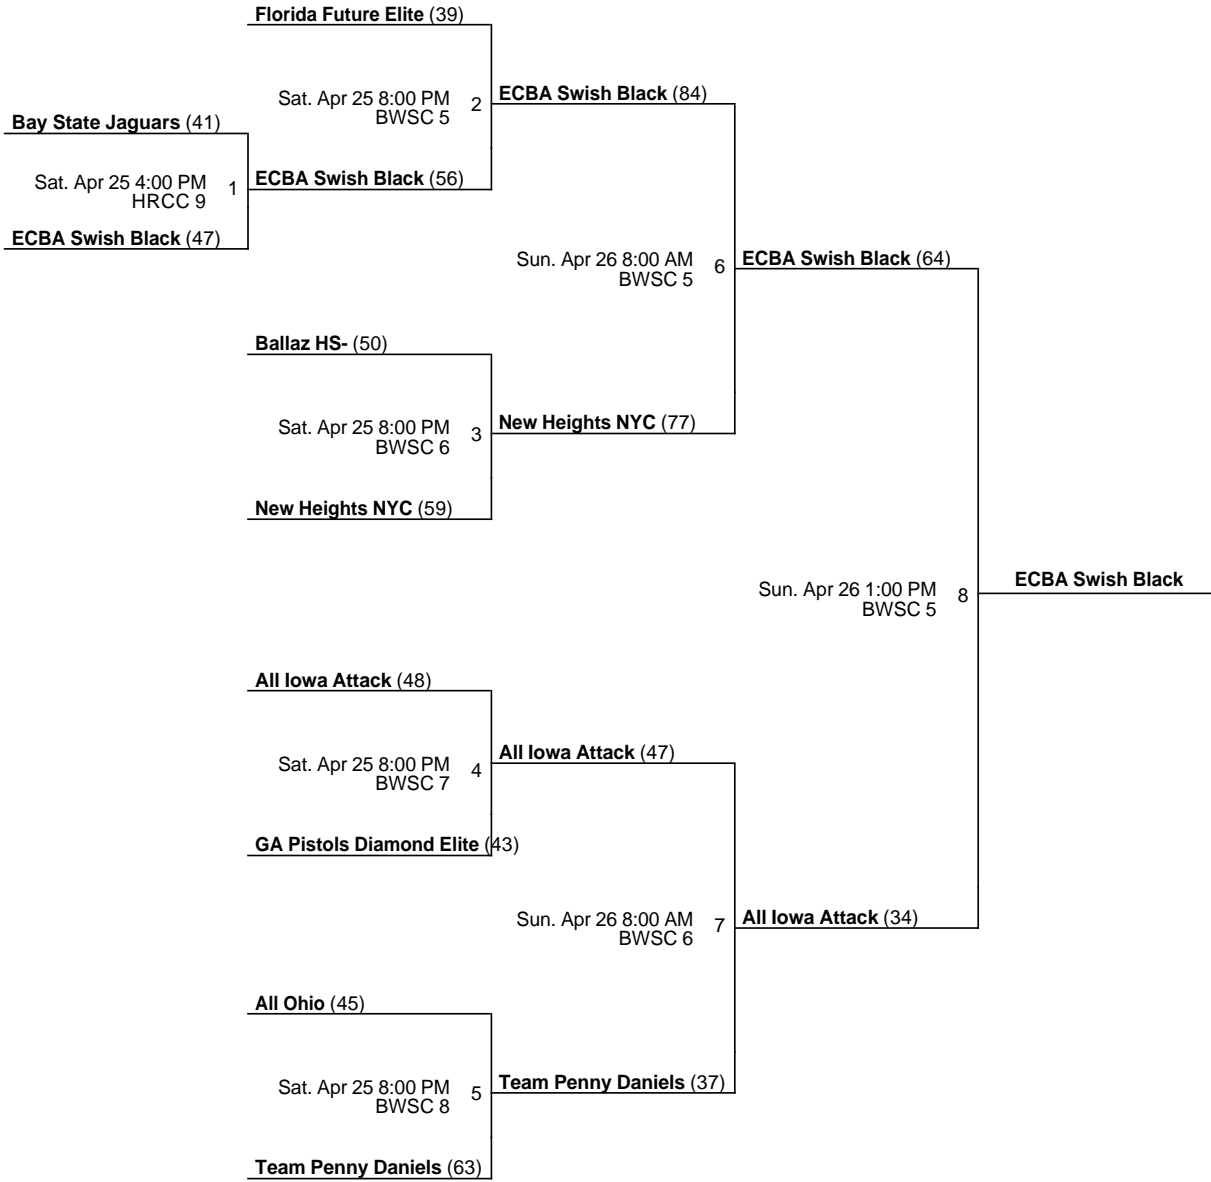 Florida Future Elite (39)
Sat. Apr 25 8:00 PM
BWSC 5
2
ECBA Swish Black (84)
Bay State Jaguars (41)
Sat. Apr 25 4:00 PM
HRCC 9
1
ECBA Swish Black (56)
ECBA Swish Black (47)
Sun. Apr 26 8:00 AM
BWSC 5
6
ECBA Swish Black (64)
Ballaz HS- (50)
Sat. Apr 25 8:00 PM
BWSC 6
3
New Heights NYC (77)
New Heights NYC (59)
Sun. Apr 26 1:00 PM
BWSC 5
8
ECBA Swish Black
All Iowa Attack (48)
Sat. Apr 25 8:00 PM
BWSC 7
4
All Iowa Attack (47)
GA Pistols Diamond Elite (43)
Sun. Apr 26 8:00 AM
BWSC 6
7
All Iowa Attack (34)
All Ohio (45)
Sat. Apr 25 8:00 PM
BWSC 8
5
Team Penny Daniels (37)
Team Penny Daniels (63)